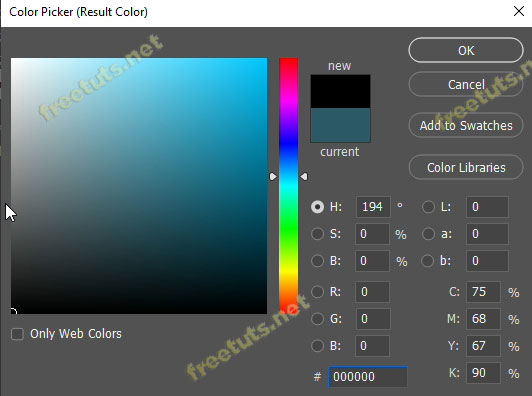 Color Picker (Result Color)
new
current
OK
Cancel
Add to Swatches
Color Libraries
H: 194 °
S: 0 %
B: 0 %
R: 0
G: 0
B: 0
# 000000
L: 0
a: 0
b: 0
C: 75 %
M: 68 %
Y: 67 %
K: 90 %
Only Web Colors
freetuts.net
freetuts.net
freetuts.net